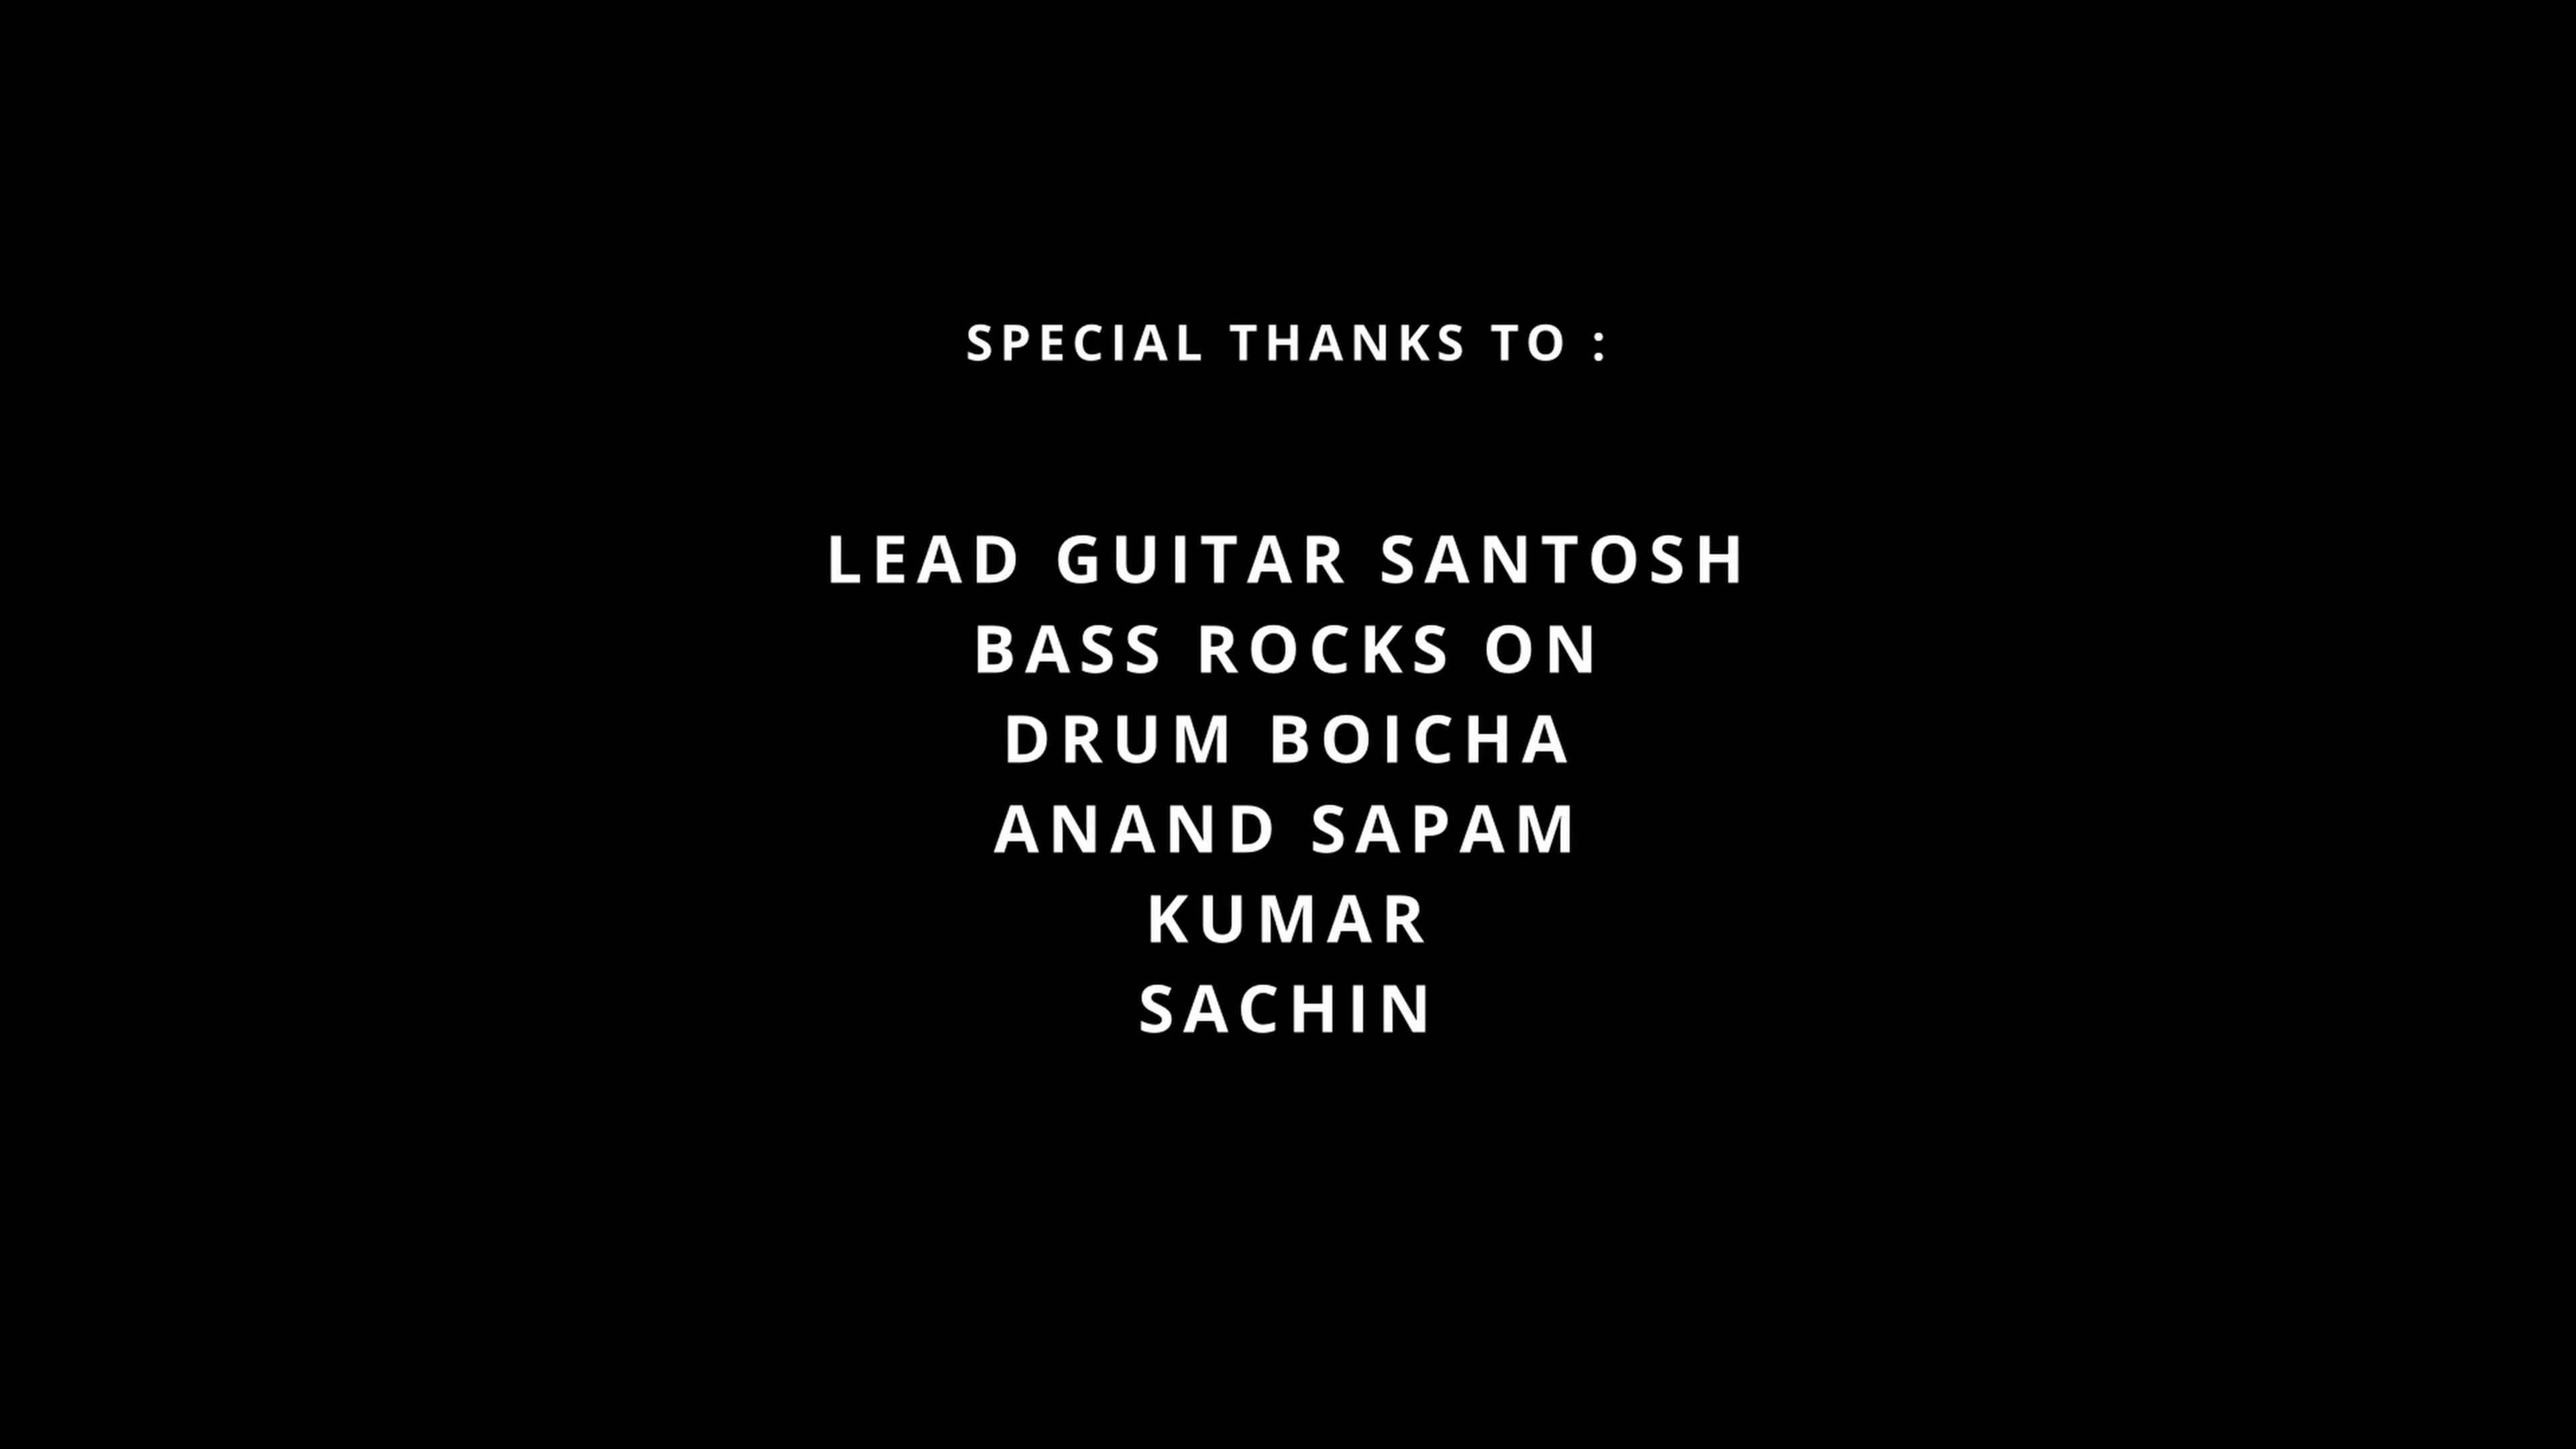 SPECIAL THANKS TO :
LEAD GUITAR SANTOSH
BASS ROCKS ON
DRUM BOICHA
ANAND SAPAM
KUMAR
SACHIN